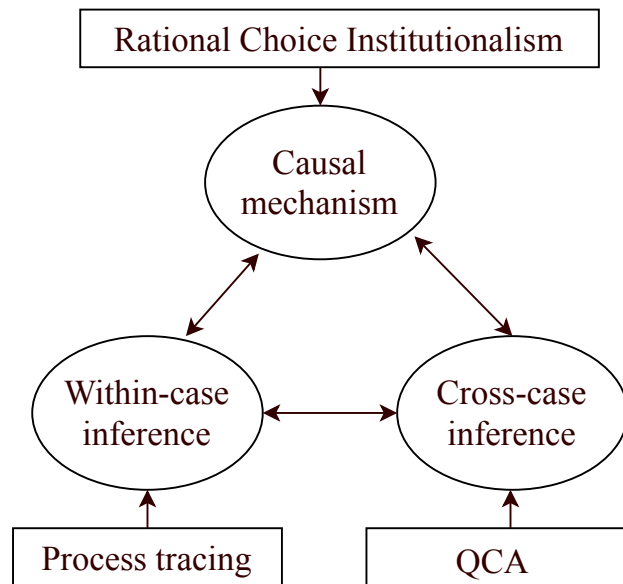 Rational Choice Institutionalism
Causal
mechanism
Within-case
inference
Cross-case
inference
Process tracing
QCA